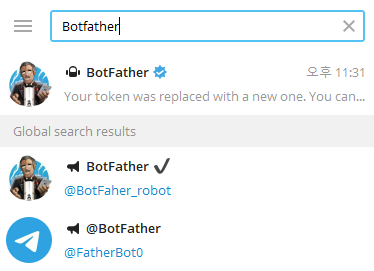 Botfather
BotFather 오후 11:31
Your token was replaced with a new one. You can...
Global search results
BotFather ✔
@BotFaher_robot
@BotFather
@FatherBot0